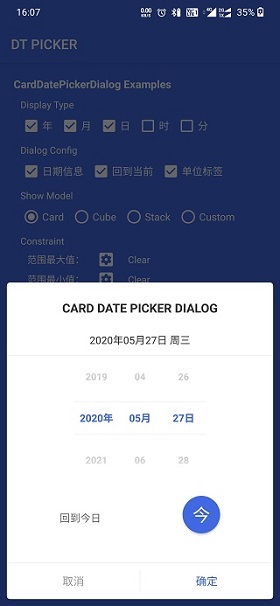 16:07
0.00
KB/S
35%
DT PICKER
CardDatePickerDialog Examples
Display Type
年 月 日 时 分
Dialog Config
日期信息 回到当前 单位标签
Show Model
Card Cube Stack Custom
Constraint
范围最大值： Clear
范围最小值： Clear
CARD DATE PICKER DIALOG
2020年05月27日 周三
2019 04 26
2020年 05月 27日
2021 06 28
回到今日 今
取消 确定